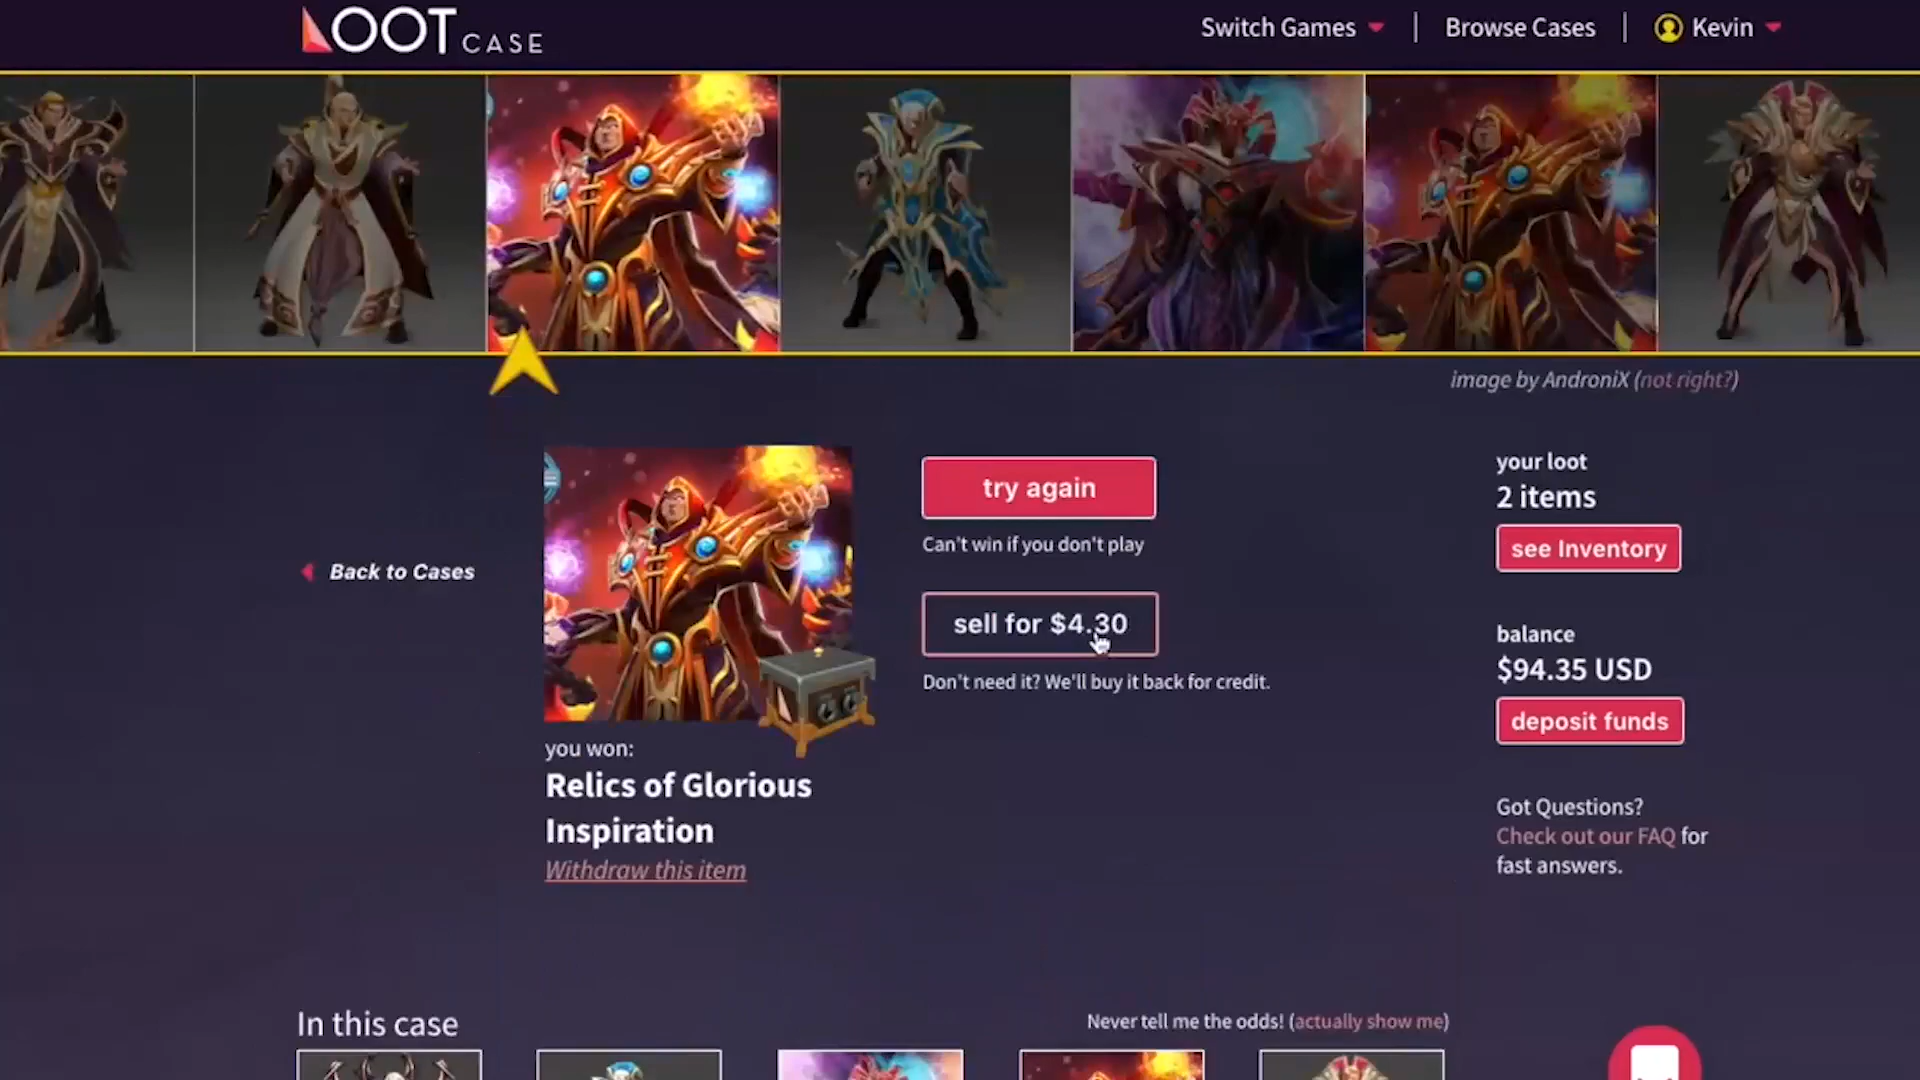 LOOT CASE
Switch Games
Browse Cases
Kevin
image by AndroniX (not right?)
Back to Cases
try again
Can't win if you don't play
sell for $4.30
Don't need it? We'll buy it back for credit.
you won:
Relics of Glorious
Inspiration
Withdraw this item
your loot
2 items
see Inventory
balance
$94.35 USD
deposit funds
Got Questions?
Check out our FAQ for
fast answers.
In this case
Never tell me the odds! (actually show me)